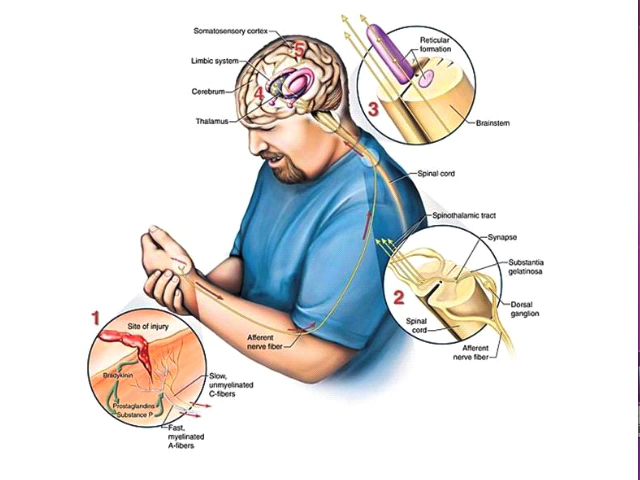 Somatosensory cortex
5
Limbic system
Cerebrum
4
Thalamus
Reticular
formation
3
Brainstem
Spinal cord
Spinothalamic tract
Synapse
Substantia
gelatinosa
2
Dorsal
ganglion
Spinal
cord
Afferent
nerve fiber
Afferent
nerve fiber
1
Site of injury
Bradykinin
Prostaglandins
Substance P
Slow,
unmyelinated
C-fibers
Fast,
myelinated
A-fibers